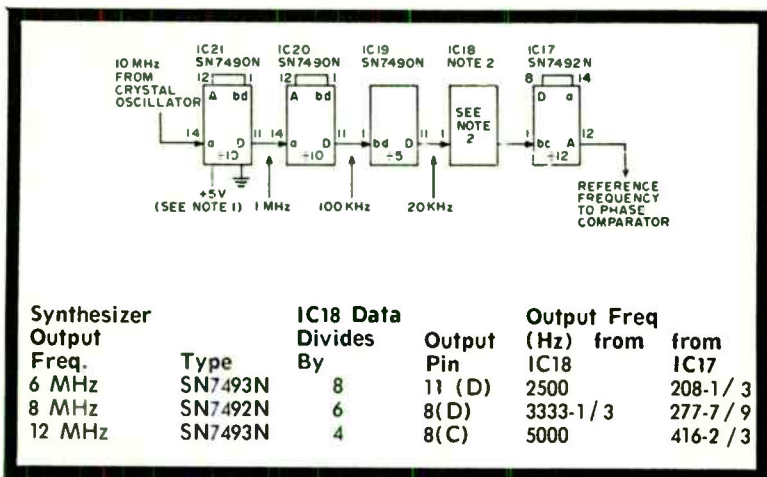 IC21
SN7490N
IC20
SN7490N
IC19
SN7490N
IC18
NOTE 2
IC17
SN7492N
10 MHz
FROM
CRYSTAL
OSCILLATOR
12 1
A bd
14 a D 11
÷10
+5V
(SEE NOTE 1)
1 MHz
12 1
A bd
14 a D 11
÷10
100 KHz
1 bd D 11
÷5
20 KHz
1 SEE
NOTE
2
8 14
D a
1 bc A 12
÷12
REFERENCE
FREQUENCY
TO PHASE
COMPARATOR
Synthesizer IC18 Data Output Freq
Output Divides Output (Hz) from from
Freq. Type By Pin IC18 IC17
6 MHz SN7493N 8 11 (D) 2500 208-1/3
8 MHz SN7492N 6 8(D) 3333-1/3 277-7/9
12 MHz SN7493N 4 8(C) 5000 416-2/3